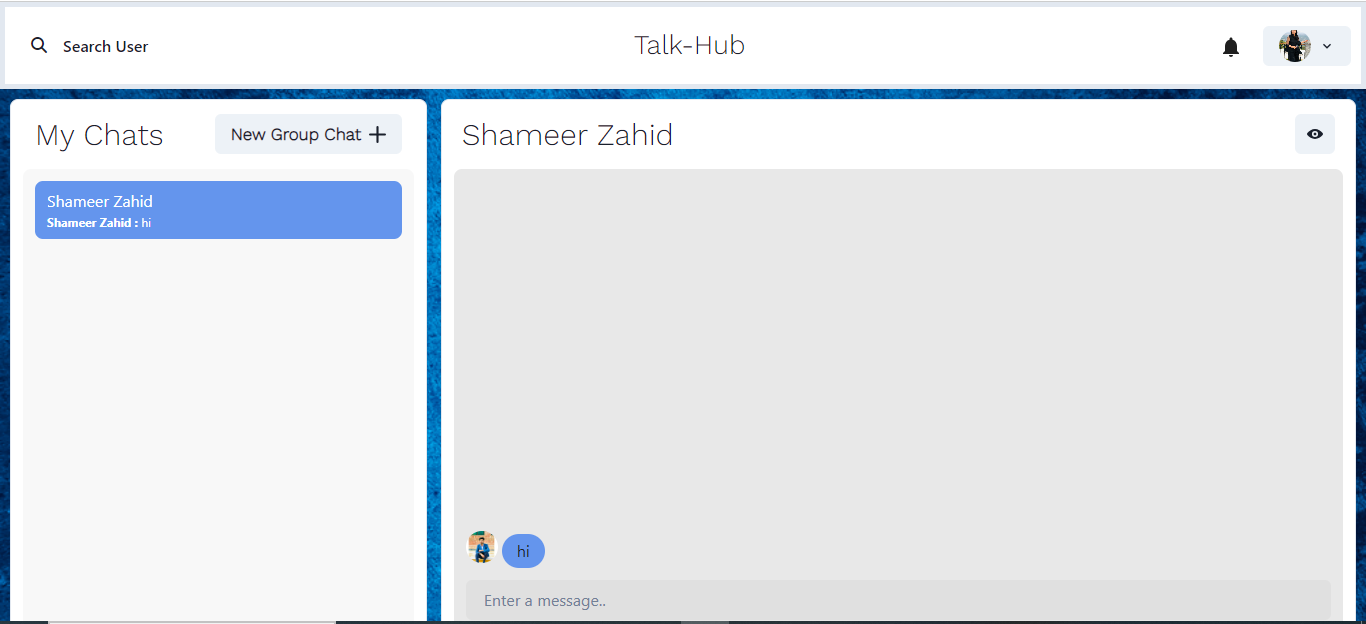 Search User
Talk-Hub
My Chats
New Group Chat
Shameer Zahid
Shameer Zahid : hi
Shameer Zahid
hi
Enter a message..